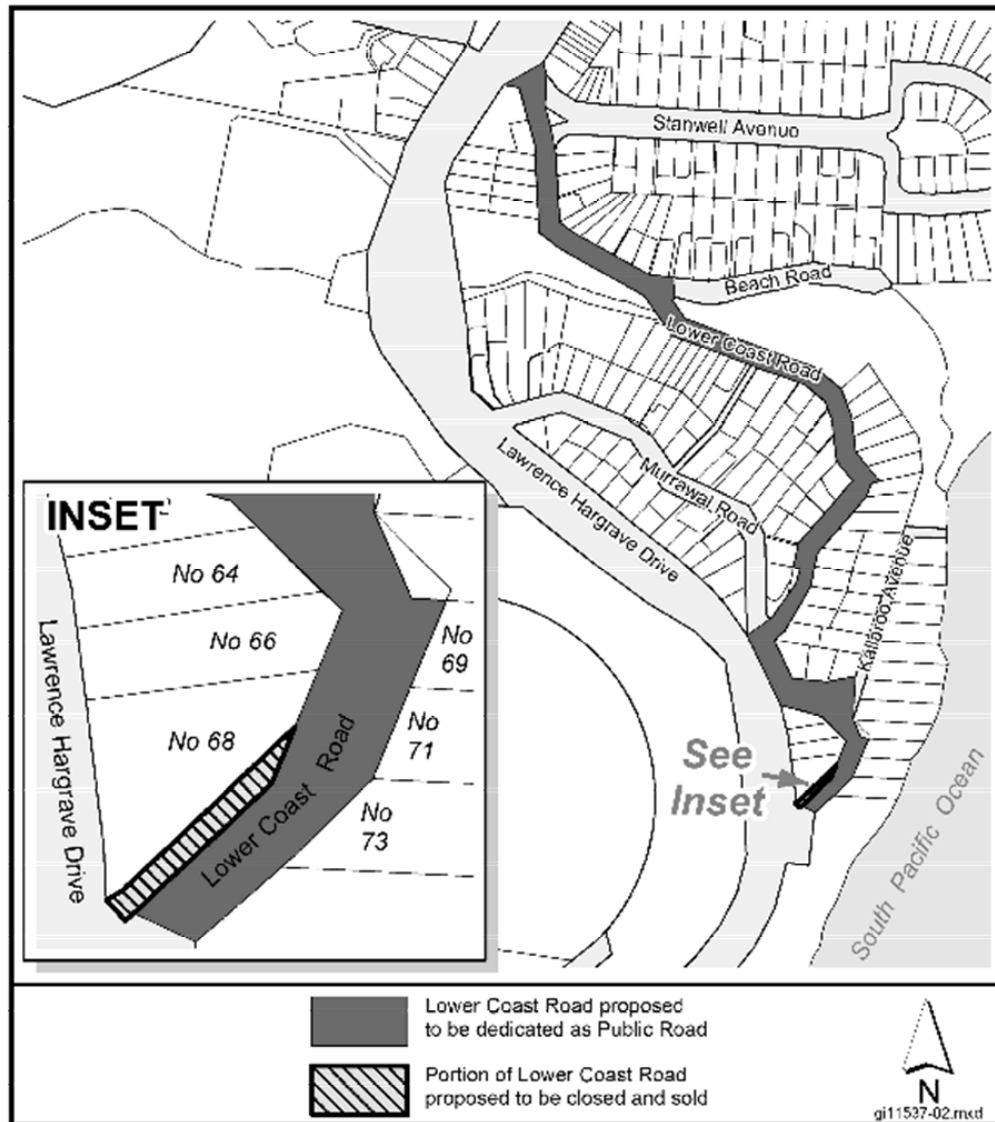 Stanwell Avenue
Beach Road
Lower Coast Road
Murrawal Road
Lawrence Hargrave Drive
Kallbroo Avenue
See
Inset
South Pacific Ocean
INSET
No 64
No 66
No 68
No
69
No
71
No
73
Lawrence Hargrave Drive
Lower Coast Road
Lower Coast Road proposed
to be dedicated as Public Road
Portion of Lower Coast Road
proposed to be closed and sold
N
gi11537-02.mxd